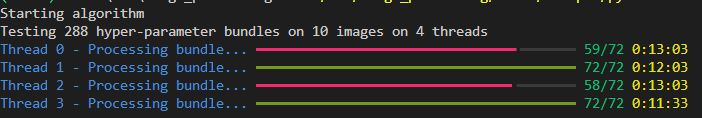 Starting algorithm
Testing 288 hyper-parameter bundles on 10 images on 4 threads
Thread 0 - Processing bundle... 59/72 0:13:03
Thread 1 - Processing bundle... 72/72 0:12:03
Thread 2 - Processing bundle... 58/72 0:13:03
Thread 3 - Processing bundle... 72/72 0:11:33